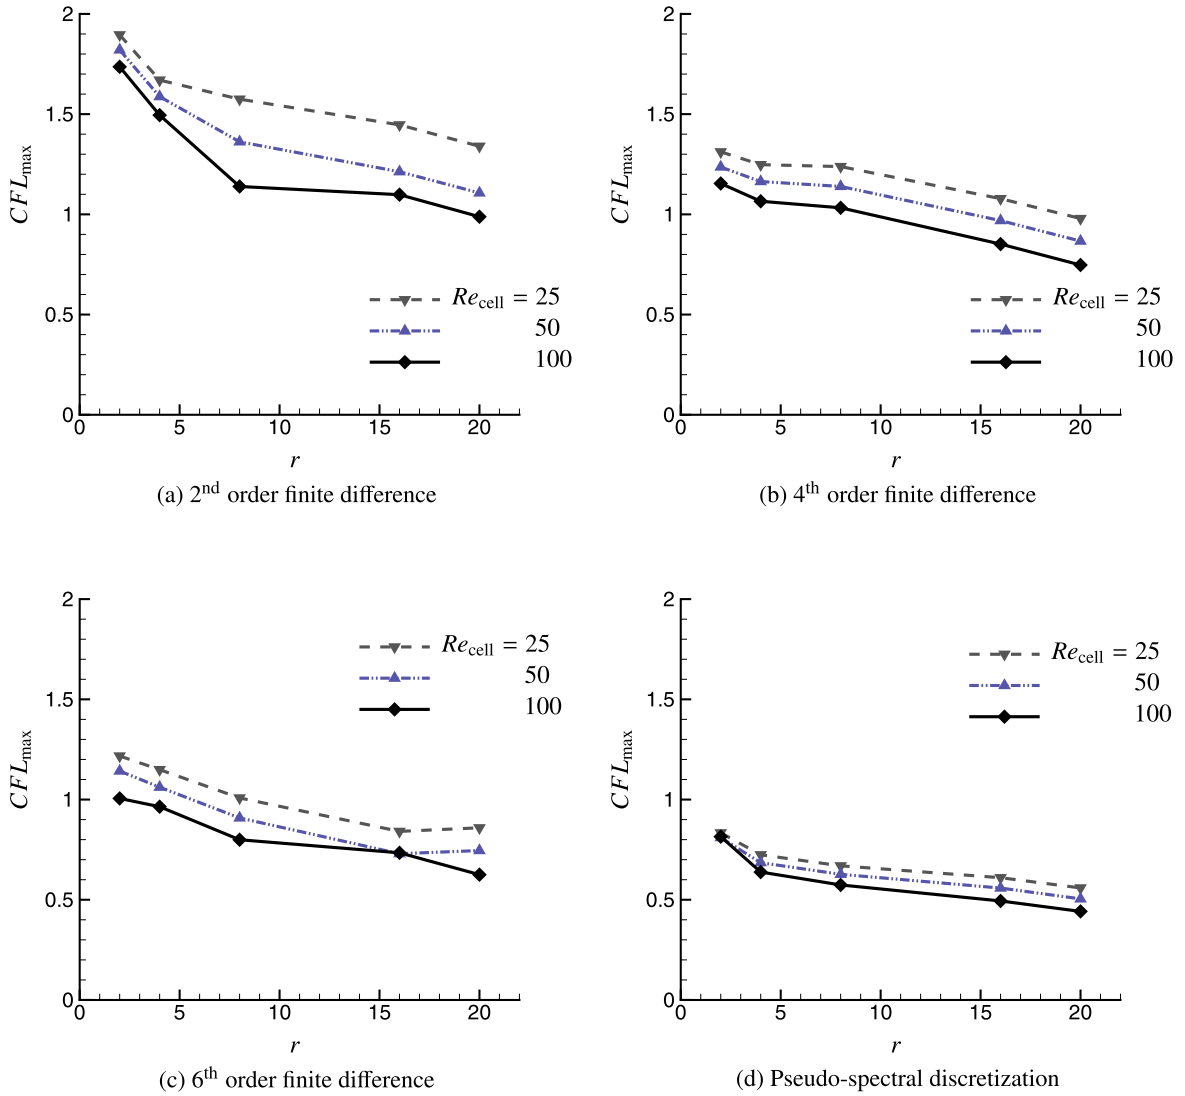 2
1.5
1
0.5
0
CFLmax
Recell = 25
50
100
0 5 10 15 20
r
(a) 2nd order finite difference
2
1.5
1
0.5
0
CFLmax
Recell = 25
50
100
0 5 10 15 20
r
(b) 4th order finite difference
2
1.5
1
0.5
0
CFLmax
Recell = 25
50
100
0 5 10 15 20
r
(c) 6th order finite difference
2
1.5
1
0.5
0
CFLmax
Recell = 25
50
100
0 5 10 15 20
r
(d) Pseudo-spectral discretization